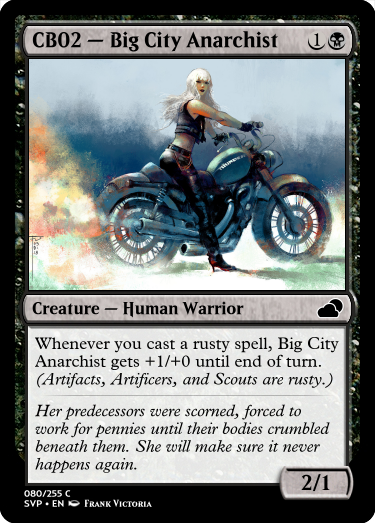 CB02 — Big City Anarchist 1
Creature — Human Warrior
Whenever you cast a rusty spell, Big City
Anarchist gets +1/+0 until end of turn.
(Artifacts, Artificers, and Scouts are rusty.)
Her predecessors were scorned, forced to
work for pennies until their bodies crumbled
beneath them. She will make sure it never
happens again.
2/1
080/255 C
SVP • EN Frank Victoria